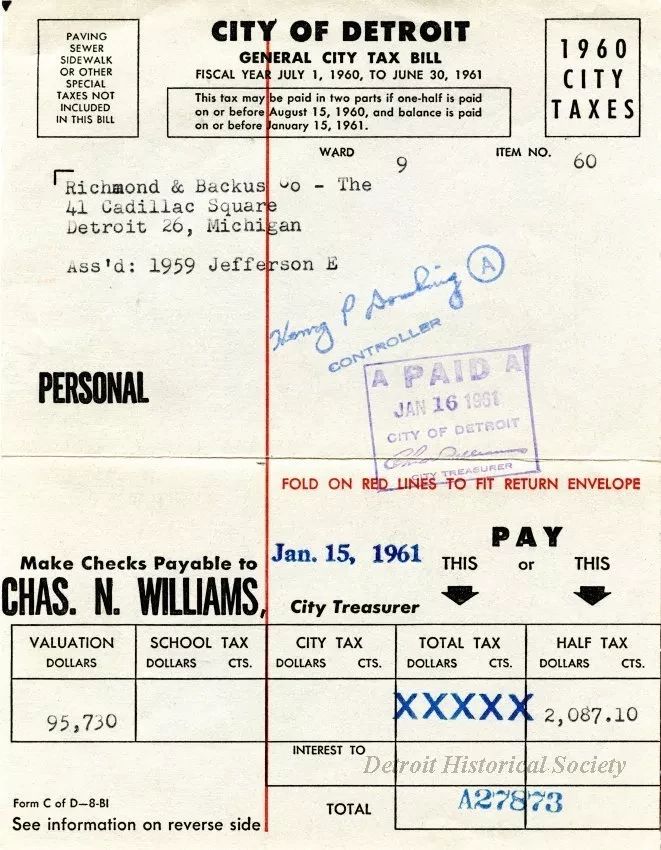 PAVING
SEWER
SIDEWALK
OR OTHER
SPECIAL
TAXES NOT
INCLUDED
IN THIS BILL
CITY OF DETROIT
GENERAL CITY TAX BILL
FISCAL YEAR JULY 1, 1960, TO JUNE 30, 1961
This tax may be paid in two parts if one-half is paid
on or before August 15, 1960, and balance is paid
on or before January 15, 1961.
1960
CITY
TAXES
WARD 9 ITEM NO. 60
Richmond & Backus Co - The
41 Cadillac Square
Detroit 26, Michigan
Ass'd: 1959 Jefferson E
Henry P Dowling A
CONTROLLER
PERSONAL
A PAID A
JAN 16 1961
CITY OF DETROIT
CITY TREASURER
FOLD ON RED LINES TO FIT RETURN ENVELOPE
Make Checks Payable to Jan. 15, 1961
CHAS. N. WILLIAMS, City Treasurer
PAY
THIS or THIS
VALUATION SCHOOL TAX CITY TAX TOTAL TAX HALF TAX
DOLLARS DOLLARS CTS. DOLLARS CTS. DOLLARS CTS. DOLLARS CTS.
95,730 XXXXX 2,087.10
INTEREST TO
Detroit Historical Society
TOTAL A27873
Form C of D—8-BI
See information on reverse side